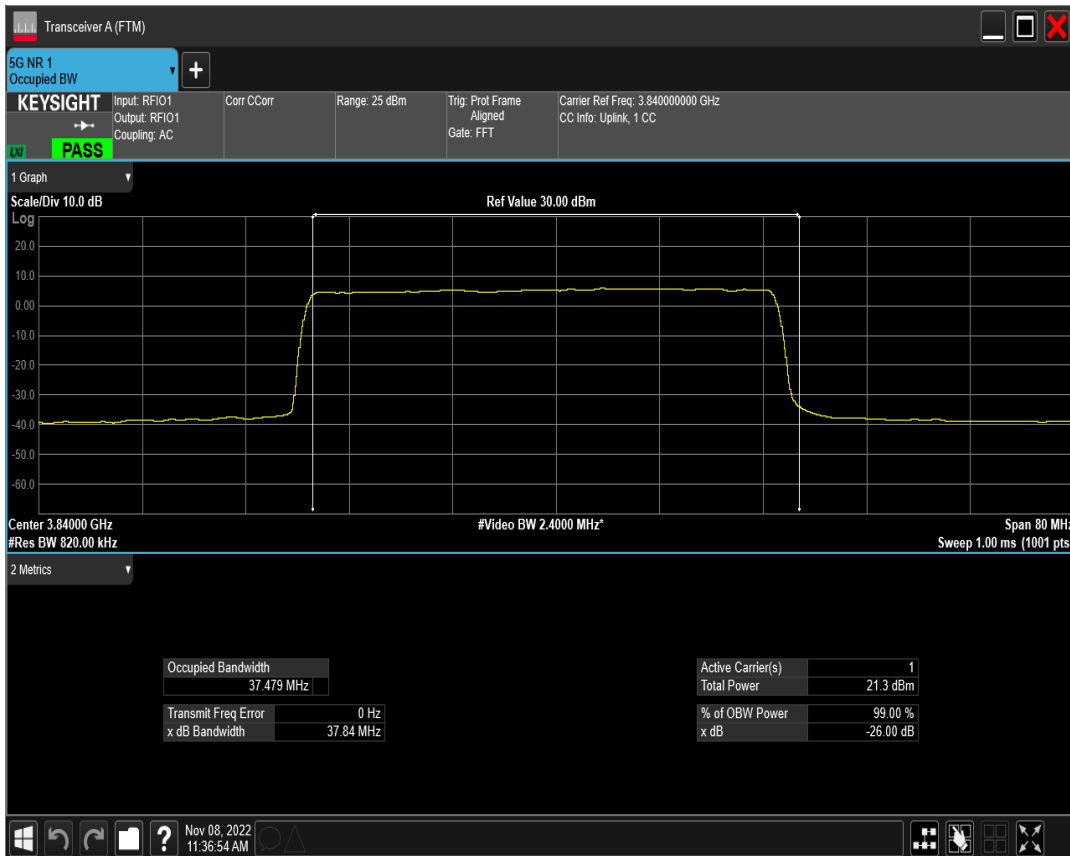 Transceiver A (FTM)
5G NR 1
Occupied BW
KEYSIGHT
LXI
PASS
Input: RFIO1
Output: RFIO1
Coupling: AC
Corr CCorr
Range: 25 dBm
Trig: Prot Frame
Aligned
Gate: FFT
Carrier Ref Freq: 3.840000000 GHz
CC Info: Uplink, 1 CC
1 Graph
Scale/Div 10.0 dB
Ref Value 30.00 dBm
Log
20.0
10.0
0.00
-10.0
-20.0
-30.0
-40.0
-50.0
-60.0
Center 3.84000 GHz
#Video BW 2.4000 MHz*
Span 80 MHz
#Res BW 820.00 kHz
Sweep 1.00 ms (1001 pts
2 Metrics
Occupied Bandwidth
37.479 MHz
Transmit Freq Error 0 Hz
x dB Bandwidth 37.84 MHz
Active Carrier(s) 1
Total Power 21.3 dBm
% of OBW Power 99.00 %
x dB -26.00 dB
?
Nov 08, 2022
11:36:54 AM